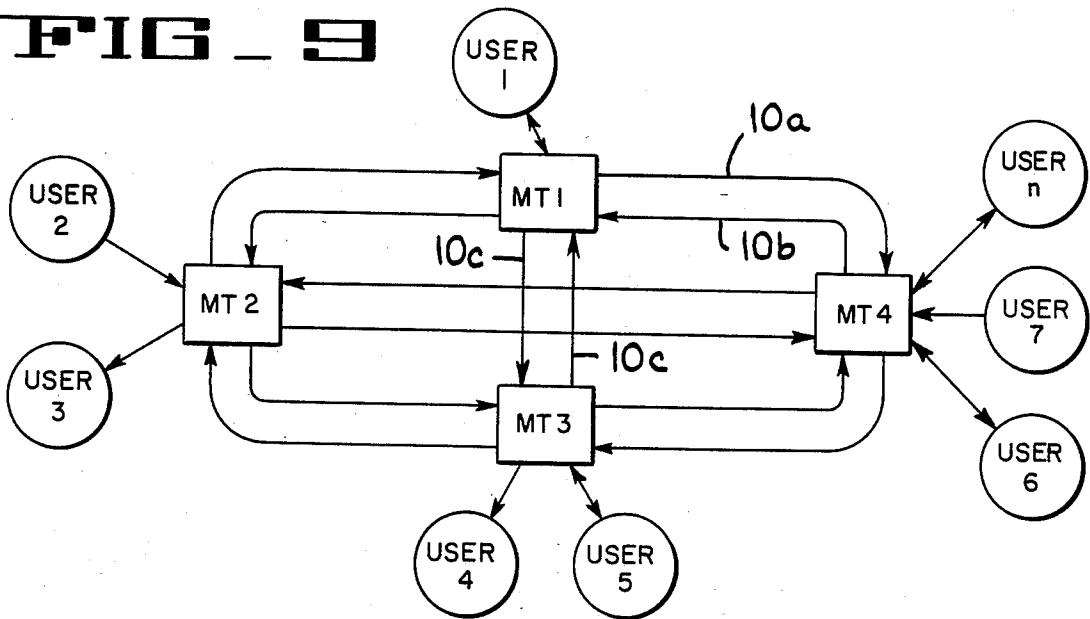 FIG_9
USER
1
10a
USER
n
USER
2
MT1
10c
10b
MT2
USER
7
MT4
USER
3
10c
MT3
USER
6
USER
4
USER
5